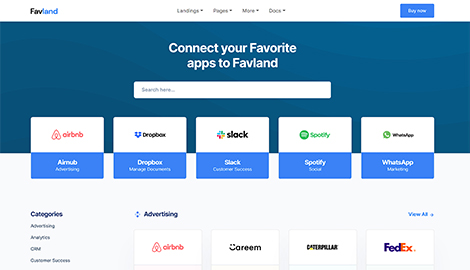 Favland
Landings Pages More Docs
Buy now
Connect your Favorite
apps to Favland
Search here...
airbnb Dropbox slack Spotify WhatsApp
Airnub Dropbox Slack Spotify WhatsApp
Advertising Manage Documents Customer Success Social Marketing
Categories
Advertising
Analytics
CRM
Customer Success
Advertising
View All →
airbnb Careem CATERPILLAR FedEx